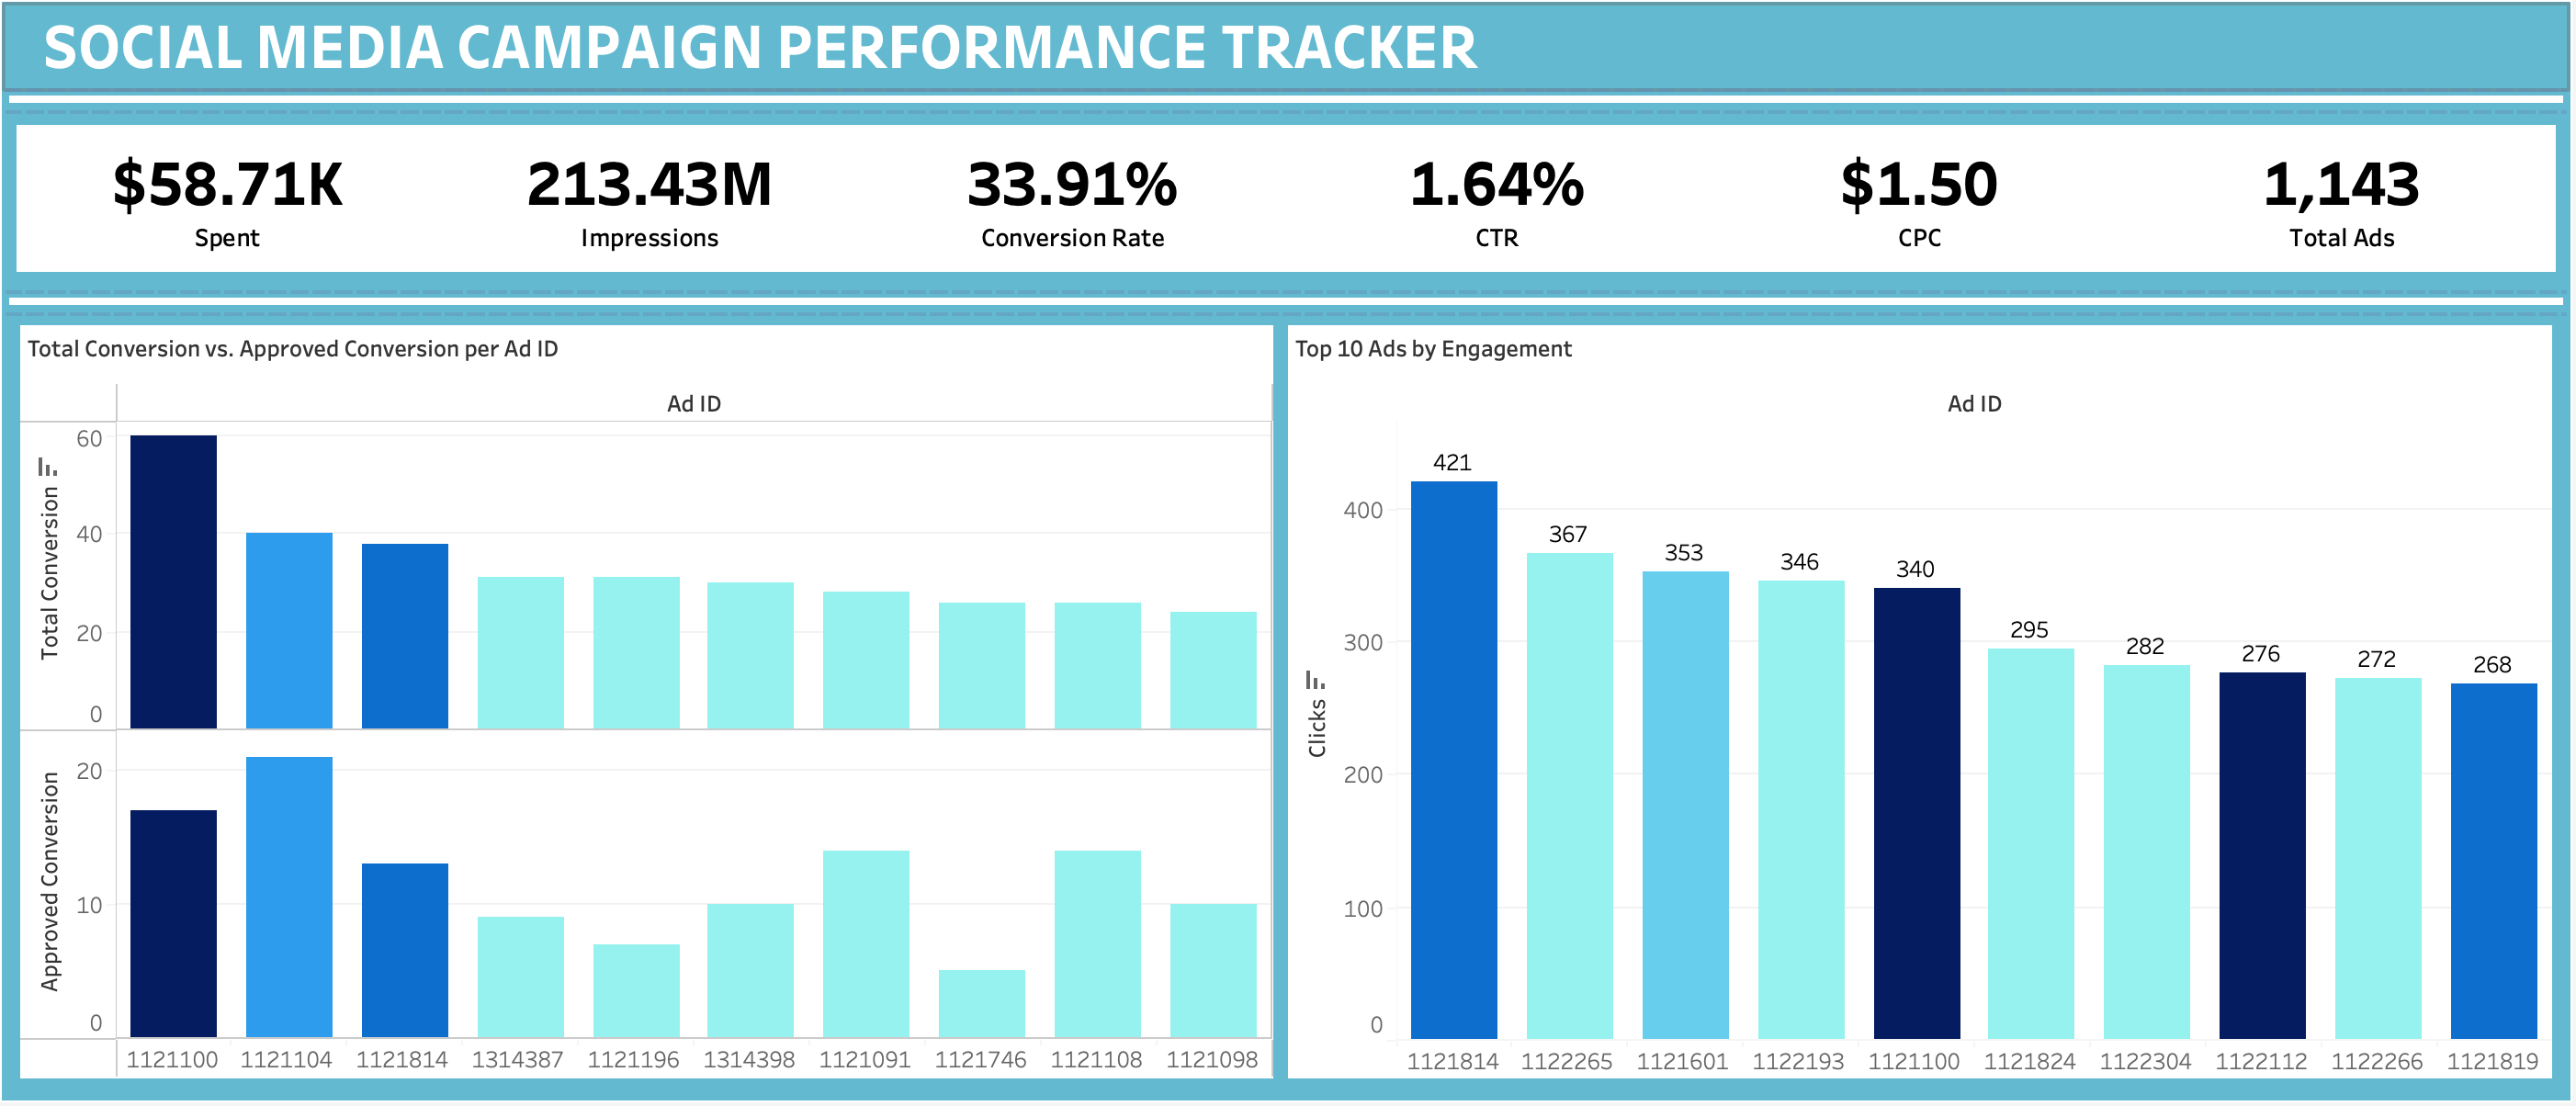 SOCIAL MEDIA CAMPAIGN PERFORMANCE TRACKER
$58.71K 213.43M 33.91% 1.64% $1.50 1,143
Spent Impressions Conversion Rate CTR CPC Total Ads
Total Conversion vs. Approved Conversion per Ad ID
Ad ID
Total Conversion
60
40
20
0
Approved Conversion
20
10
0
1121100 1121104 1121814 1314387 1121196 1314398 1121091 1121746 1121108 1121098
Top 10 Ads by Engagement
Ad ID
Clicks
400
300
200
100
0
421 367 353 346 340 295 282 276 272 268
1121814 1122265 1121601 1122193 1121100 1121824 1122304 1122112 1122266 1121819